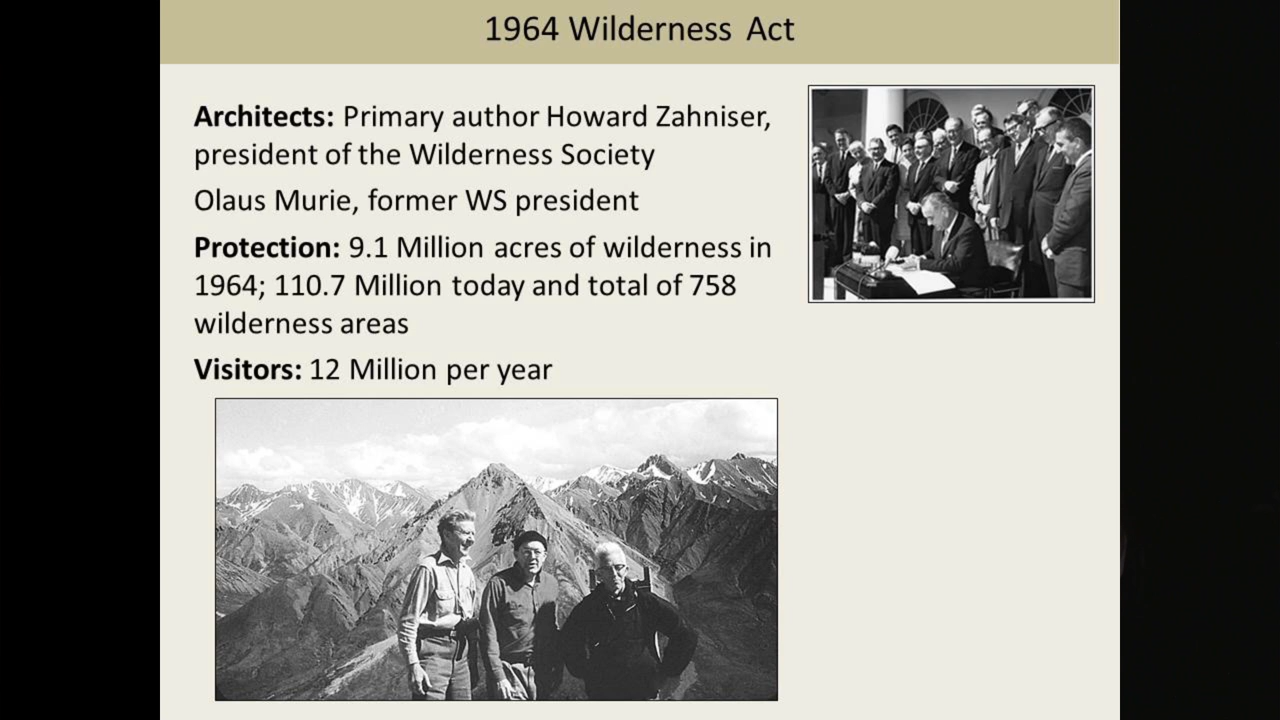 1964 Wilderness Act
Architects: Primary author Howard Zahniser,
president of the Wilderness Society
Olaus Murie, former WS president
Protection: 9.1 Million acres of wilderness in
1964; 110.7 Million today and total of 758
wilderness areas
Visitors: 12 Million per year